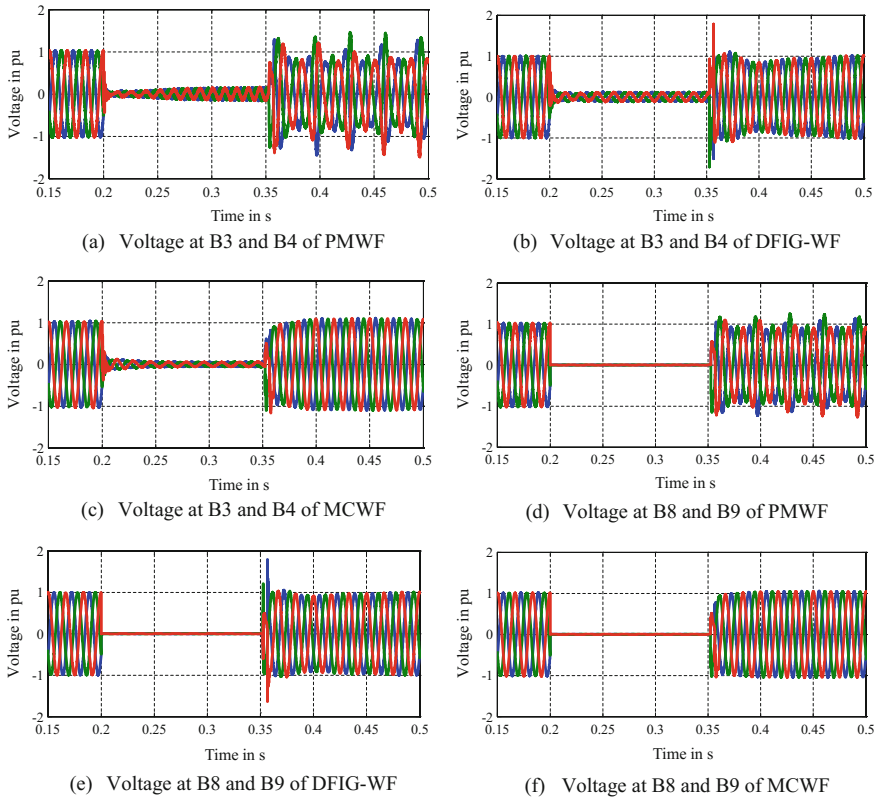 2
1
0
-1
-2
Voltage in pu
0.15 0.2 0.25 0.3 0.35 0.4 0.45 0.5
Time in s
(a) Voltage at B3 and B4 of PMWF
2
1
0
-1
-2
Voltage in pu
0.15 0.2 0.25 0.3 0.35 0.4 0.45 0.5
Time in s
(b) Voltage at B3 and B4 of DFIG-WF
2
1
0
-1
-2
Voltage in pu
0.15 0.2 0.25 0.3 0.35 0.4 0.45 0.5
Time in s
(c) Voltage at B3 and B4 of MCWF
2
1
0
-1
-2
Voltage in pu
0.15 0.2 0.25 0.3 0.35 0.4 0.45 0.5
Time in s
(d) Voltage at B8 and B9 of PMWF
2
1
0
-1
-2
Voltage in pu
0.15 0.2 0.25 0.3 0.35 0.4 0.45 0.5
Time in s
(e) Voltage at B8 and B9 of DFIG-WF
2
1
0
-1
-2
Voltage in pu
0.15 0.2 0.25 0.3 0.35 0.4 0.45 0.5
Time in s
(f) Voltage at B8 and B9 of MCWF